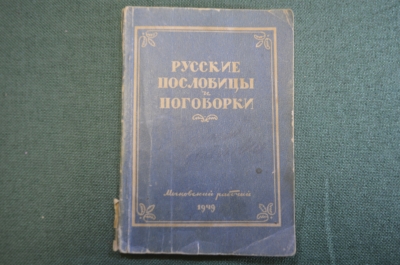 РУССКИЕ
ПОСЛОВИЦЫ
и
ПОГОВОРКИ
Московский рабочий
1949